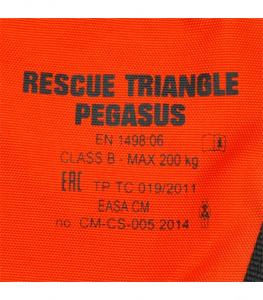 RESCUE TRIANGLE
PEGASUS
EN 1498:06
CLASS B - MAX 200 kg
EAC TP TC 019/2011
EASA CM
no. CM-CS-005 2014